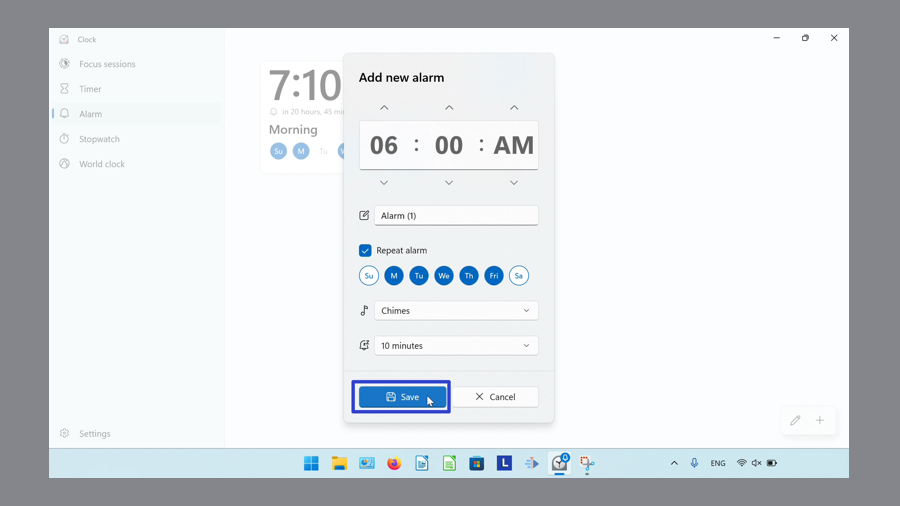 Clock
Focus sessions
Timer
Alarm
Stopwatch
World clock
Settings
7:10
in 20 hours, 45 mi
Morning
Su M Tu
Add new alarm
06 : 00 : AM
Alarm (1)
Repeat alarm
Su M Tu We Th Fri Sa
Chimes
10 minutes
Save Cancel
L
ENG